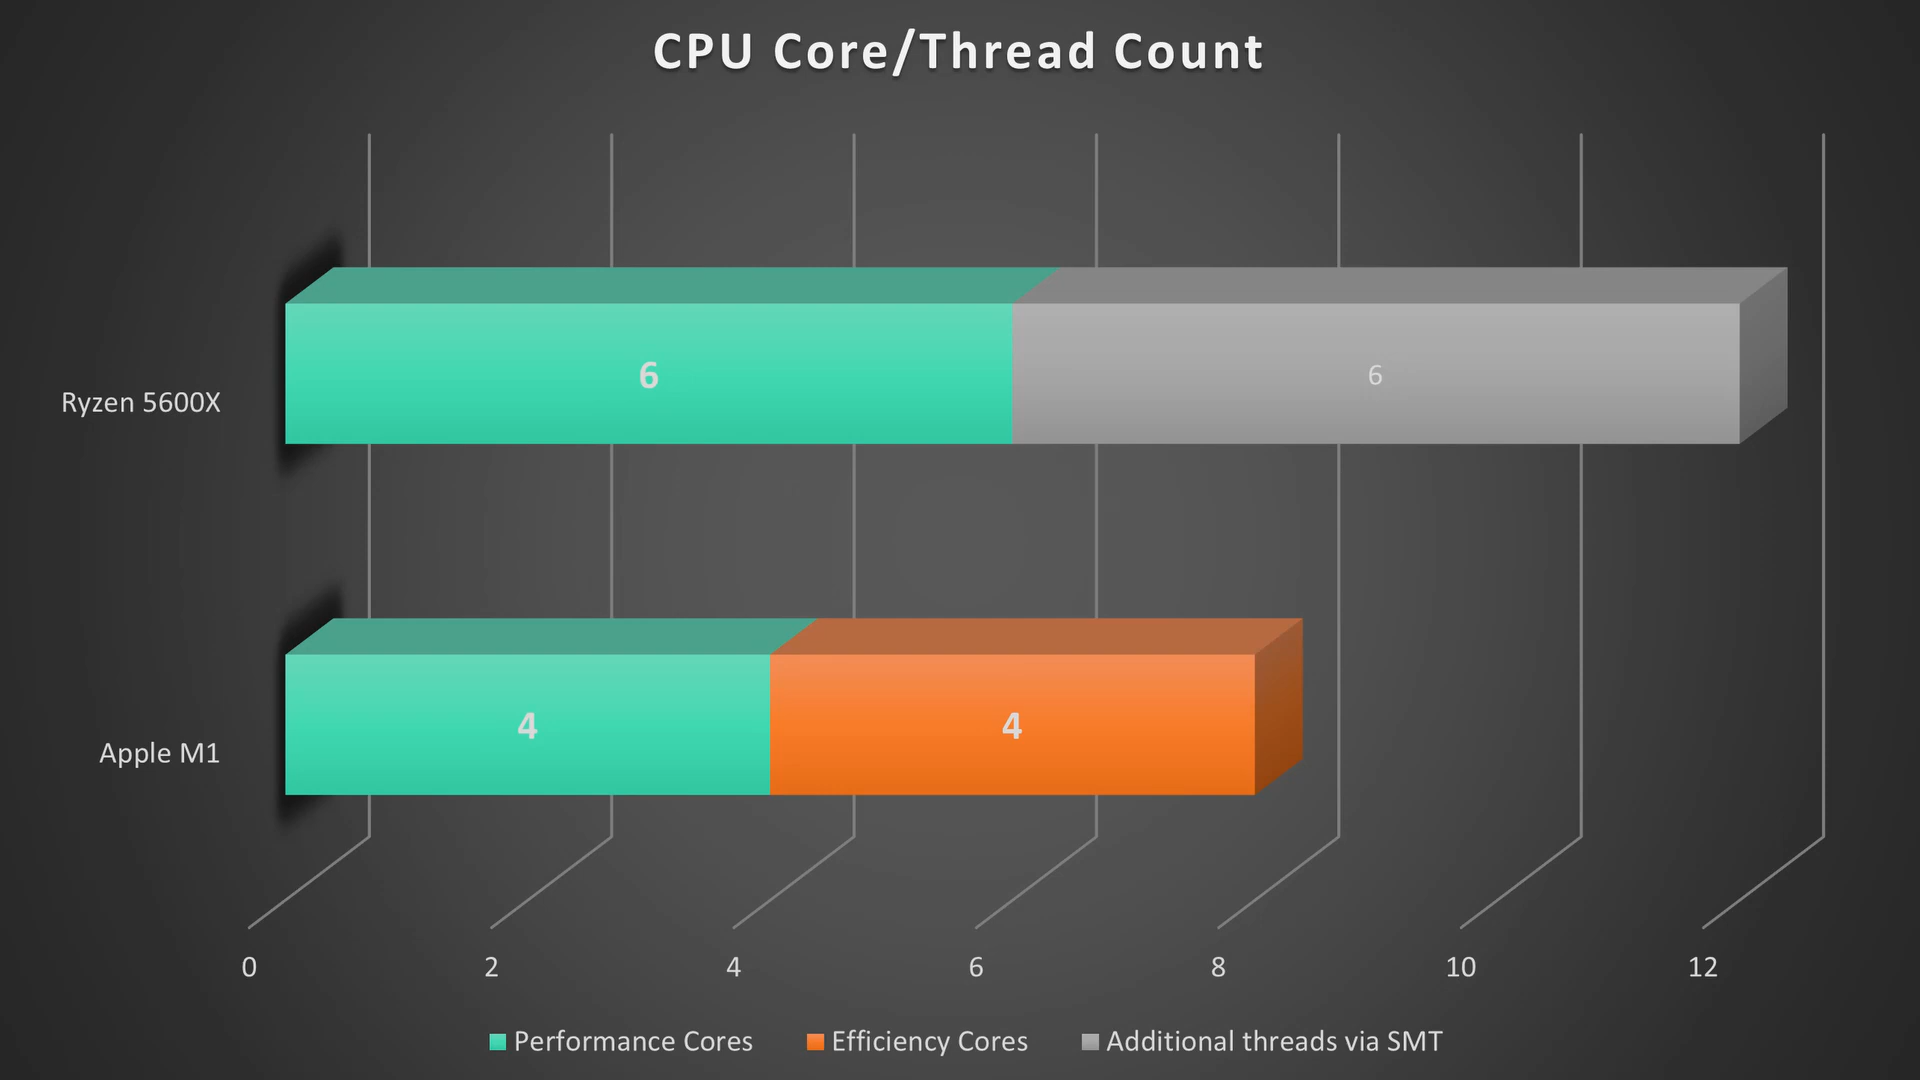 CPU Core/Thread Count
Ryzen 5600X
6
6
Apple M1
4
4
0 2 4 6 8 10 12
Performance Cores Efficiency Cores Additional threads via SMT